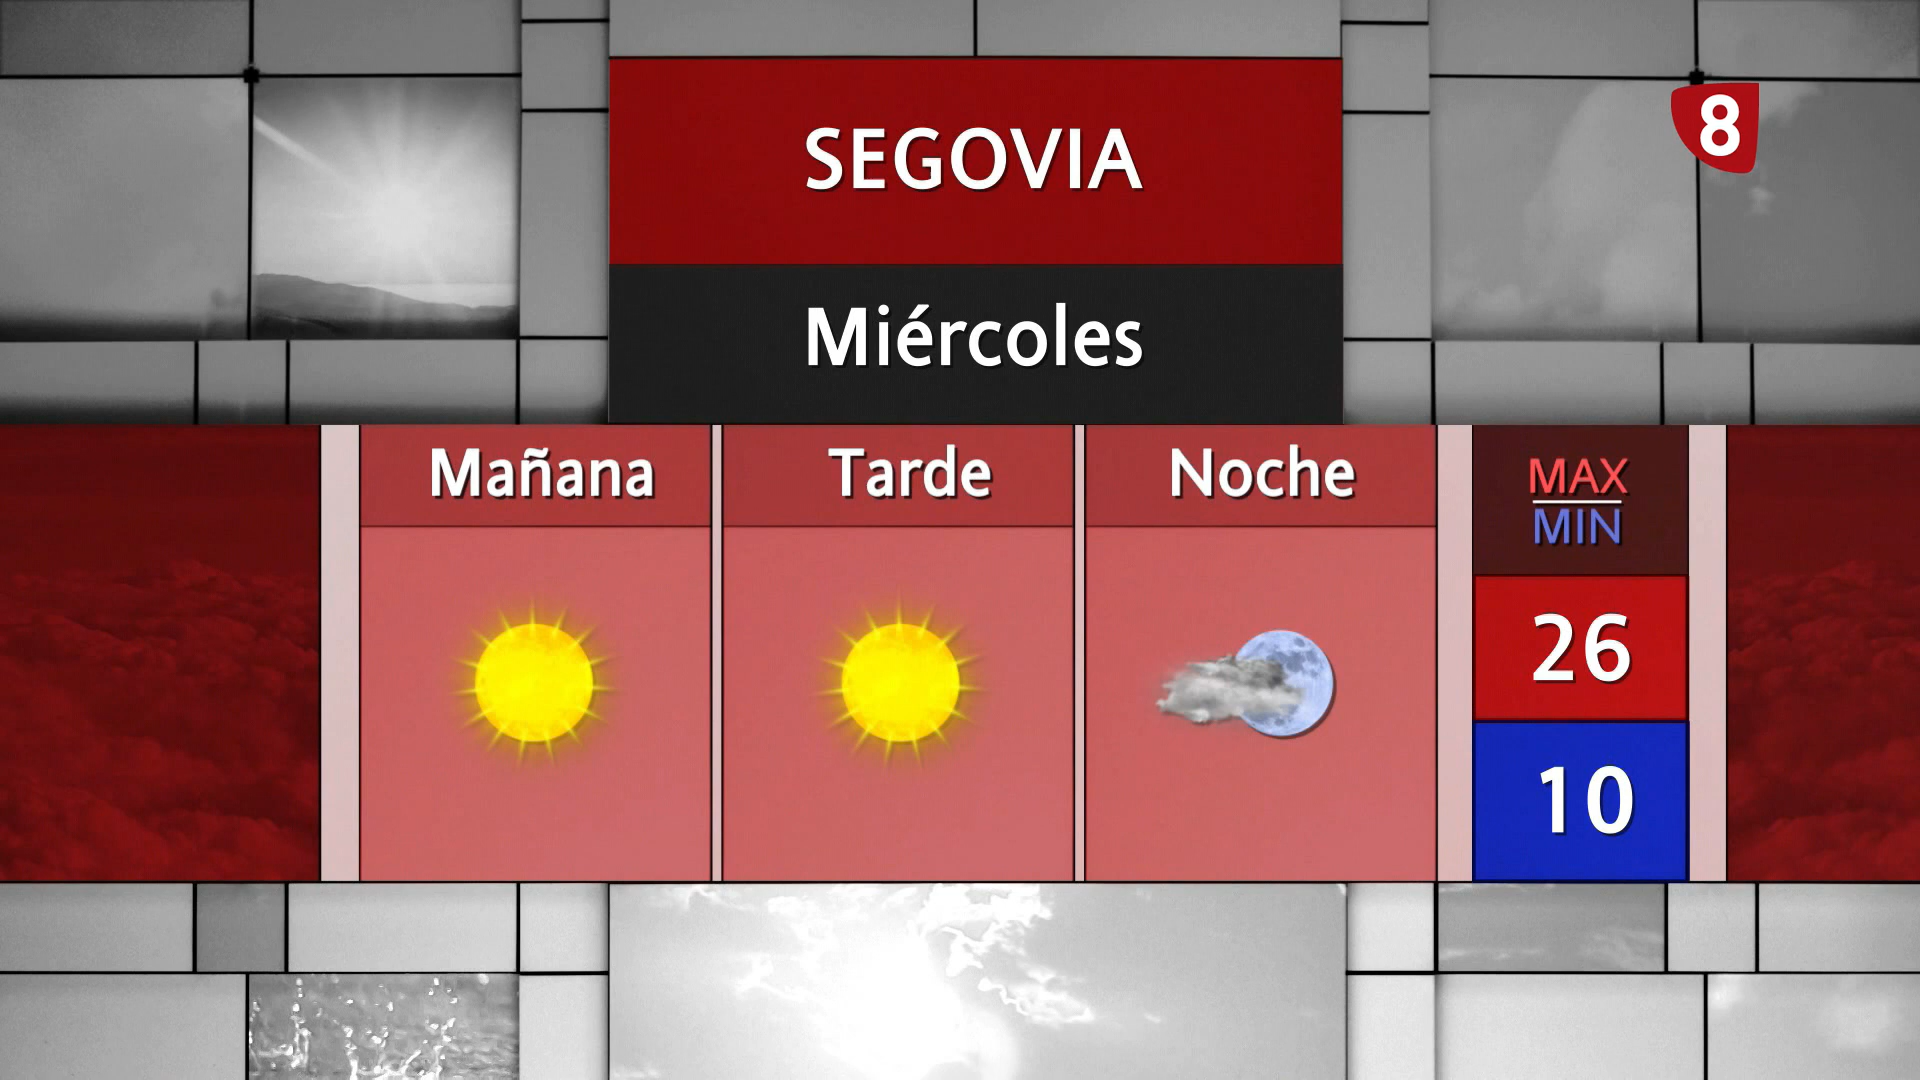 SEGOVIA
8
Miércoles
Mañana
Tarde
Noche
MAX
MIN
26
10